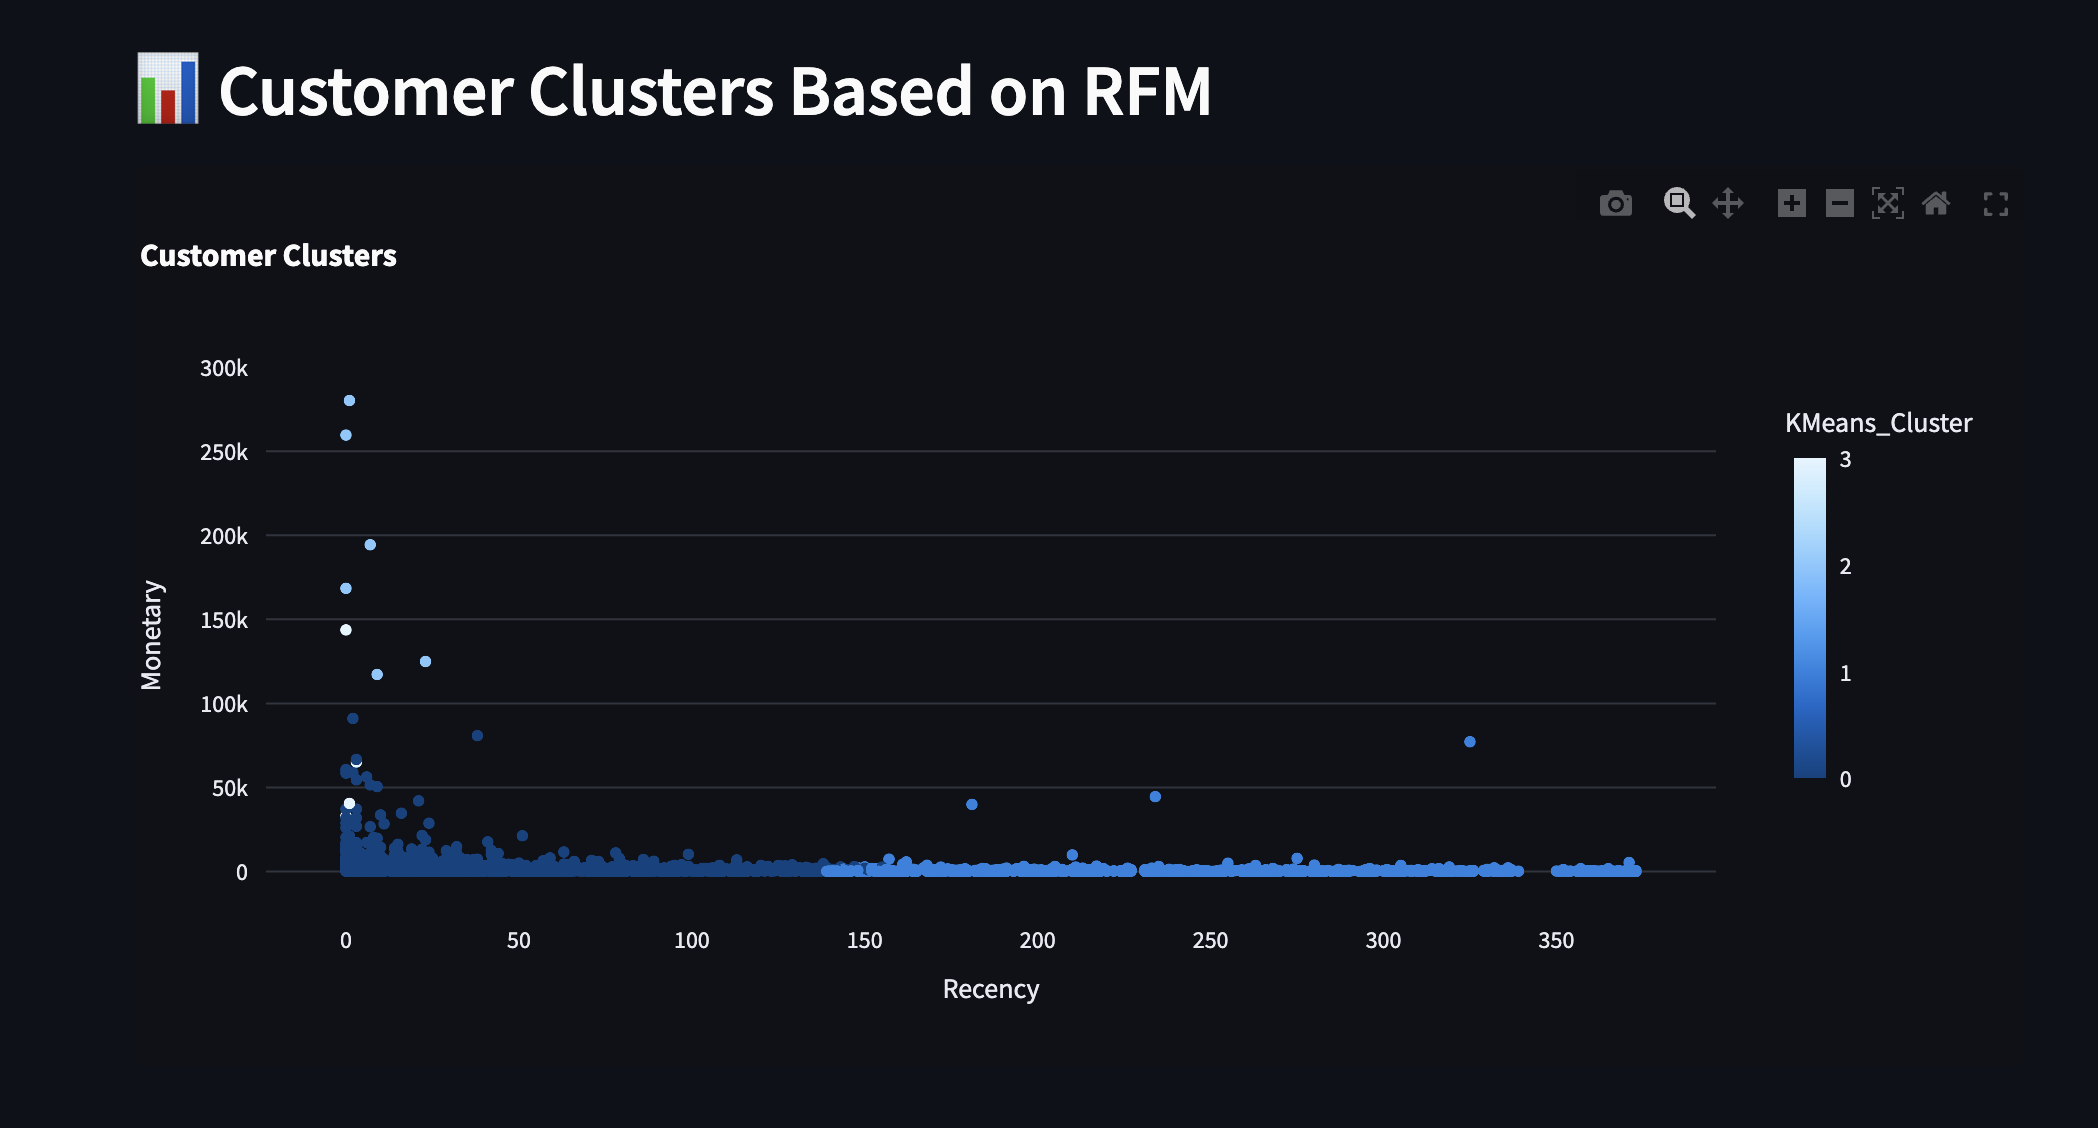 Customer Clusters Based on RFM
Customer Clusters
300k
250k
200k
150k
100k
50k
0
Monetary
0 50 100 150 200 250 300 350
Recency
KMeans_Cluster
3
2
1
0